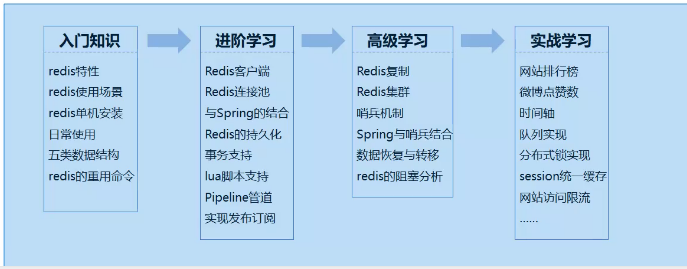 入门知识
redis特性
redis使用场景
redis单机安装
日常使用
五类数据结构
redis的重用命令
进阶学习
Redis客户端
Redis连接池
与Spring的结合
Redis的持久化
事务支持
lua脚本支持
Pipeline管道
实现发布订阅
高级学习
Redis复制
Redis集群
哨兵机制
Spring与哨兵结合
数据恢复与转移
redis的阻塞分析
实战学习
网站排行榜
微博点赞数
时间轴
队列实现
分布式锁实现
session统一缓存
网站访问限流
……